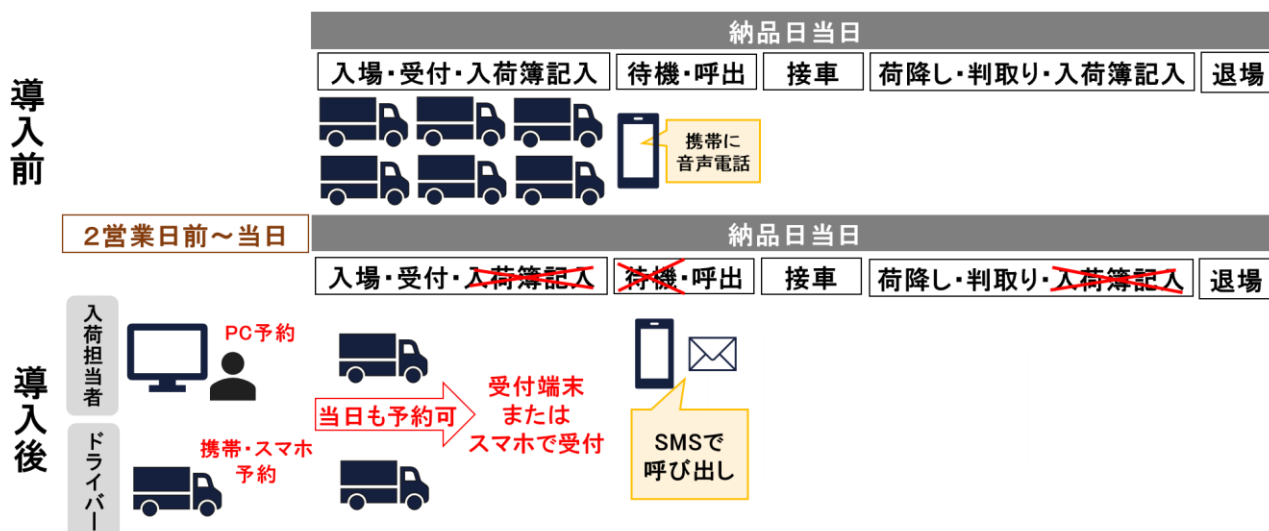 納品日当日
入場・受付・入荷簿記入
待機・呼出
接車
荷降し・判取り・入荷簿記入
退場
導入前
携帯に
音声電話
2営業日前～当日
納品日当日
入場・受付・入荷簿記入
待機・呼出
接車
荷降し・判取り・入荷簿記入
退場
導入後
入荷担当者
PC予約
当日も予約可
受付端末
または
スマホで受付
SMSで
呼び出し
ドライバー
携帯・スマホ
予約